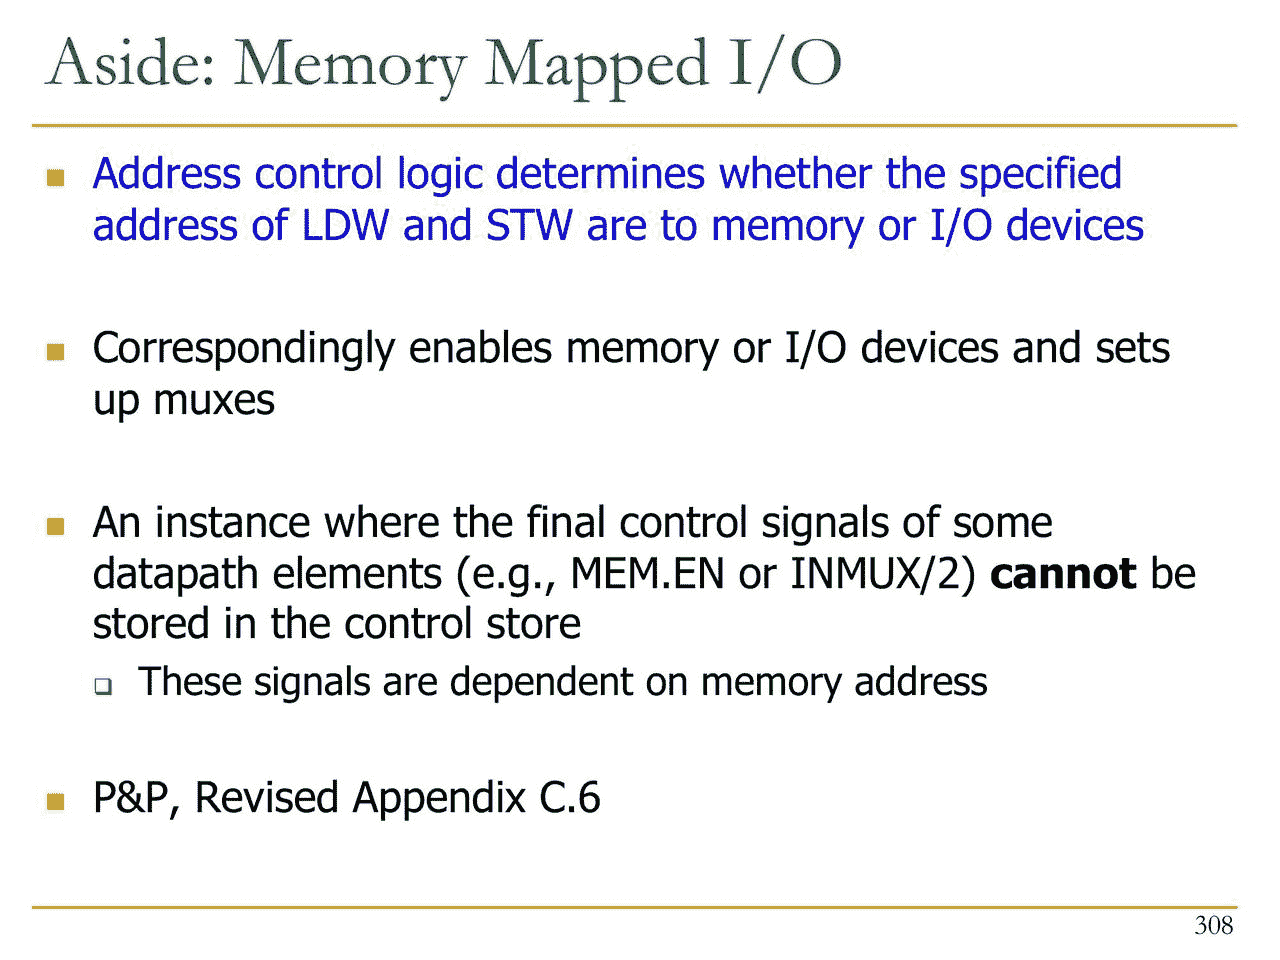 Aside: Memory Mapped I/O
Address control logic determines whether the specified
address of LDW and STW are to memory or I/O devices
Correspondingly enables memory or I/O devices and sets
up muxes
An instance where the final control signals of some
datapath elements (e.g., MEM.EN or INMUX/2) cannot be
stored in the control store
These signals are dependent on memory address
P&P, Revised Appendix C.6
308